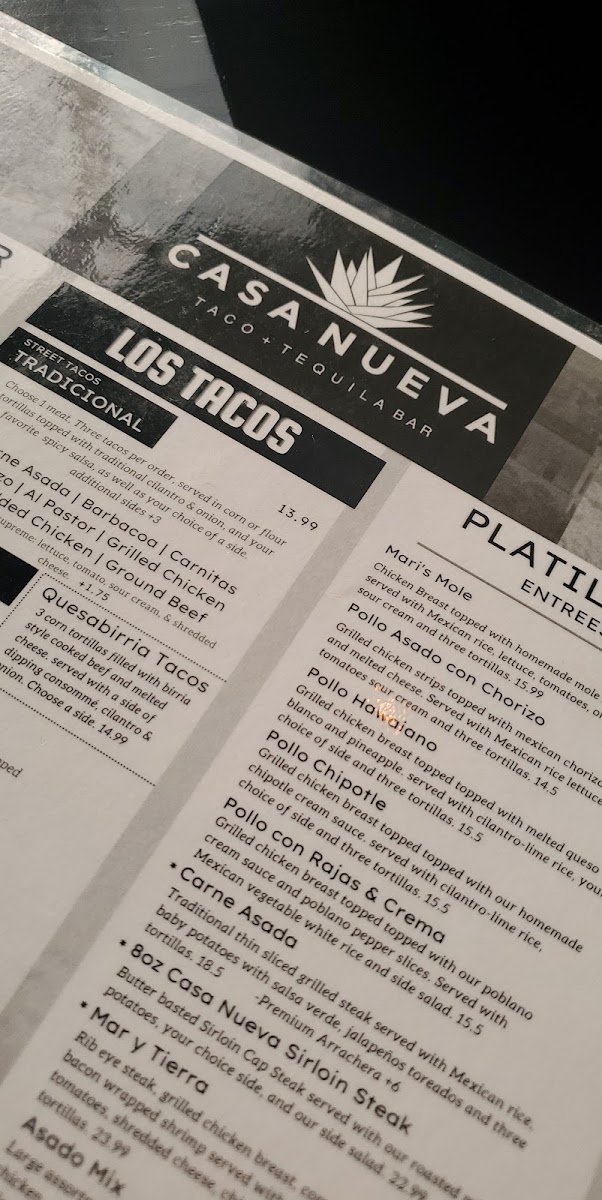 CASA NUEVA
TACO + TEQUILA BAR
LOS TACOS
STREET TACOS
TRADICIONAL
13.99
Choose 1 meat. Three tacos per order, served in corn or flour
tortillas topped with traditional cilantro & onion, and your
favorite spicy salsa, as well as your choice of a side.
additional sides +3
Asada | Barbacoa | Carnitas
| Al Pastor | Grilled Chicken
Chicken | Ground Beef
lettuce, tomato, sour cream, & shredded
cheese. +1.75
Quesabirria Tacos
3 corn tortillas filled with birria
style cooked beef and melted
cheese. served with a side of
dipping consommé, cilantro &
onion. Choose a side. 14.99
ENTREES
Mari's Mole
Chicken Breast topped with homemade mole
served with Mexican rice, lettuce, tomatoes,
sour cream and three tortillas. 15.99
Pollo Asado con Chorizo
Grilled chicken strips topped with mexican chorizo
and melted cheese. Served with Mexican rice lettuce
tomatoes sour cream and three tortillas. 14.5
Pollo Hawaiano
Grilled chicken breast topped topped with melted queso
blanco and pineapple. served with cilantro-lime rice, your
choice of side and three tortillas. 15.5
Pollo Chipotle
Grilled chicken breast topped topped with our homemade
chipotle cream sauce, served with cilantro-lime rice,
choice of side and three tortillas. 15.5
Pollo con Rajas & Crema
Grilled chicken breast topped topped with our poblano
cream sauce and poblano pepper slices. Served with
Mexican vegetable white rice and side salad. 15.5
• Carne Asada
Traditional thin sliced grilled steak served with Mexican rice,
baby potatoes with salsa verde, jalapeños toreados and three
tortillas. 18.5 -Premium Arrachera +6
• 8oz Casa Nueva Sirloin Steak
Butter basted Sirloin Cap Steak served with our roasted
potatoes, your choice side, and our side salad. 22.99
• Mar y Tierra
Rib eye steak, grilled chicken breast,
bacon wrapped shrimp served with
tomatoes, shredded cheese,
tortillas. 23.99
Asado Mix
Large
chicken